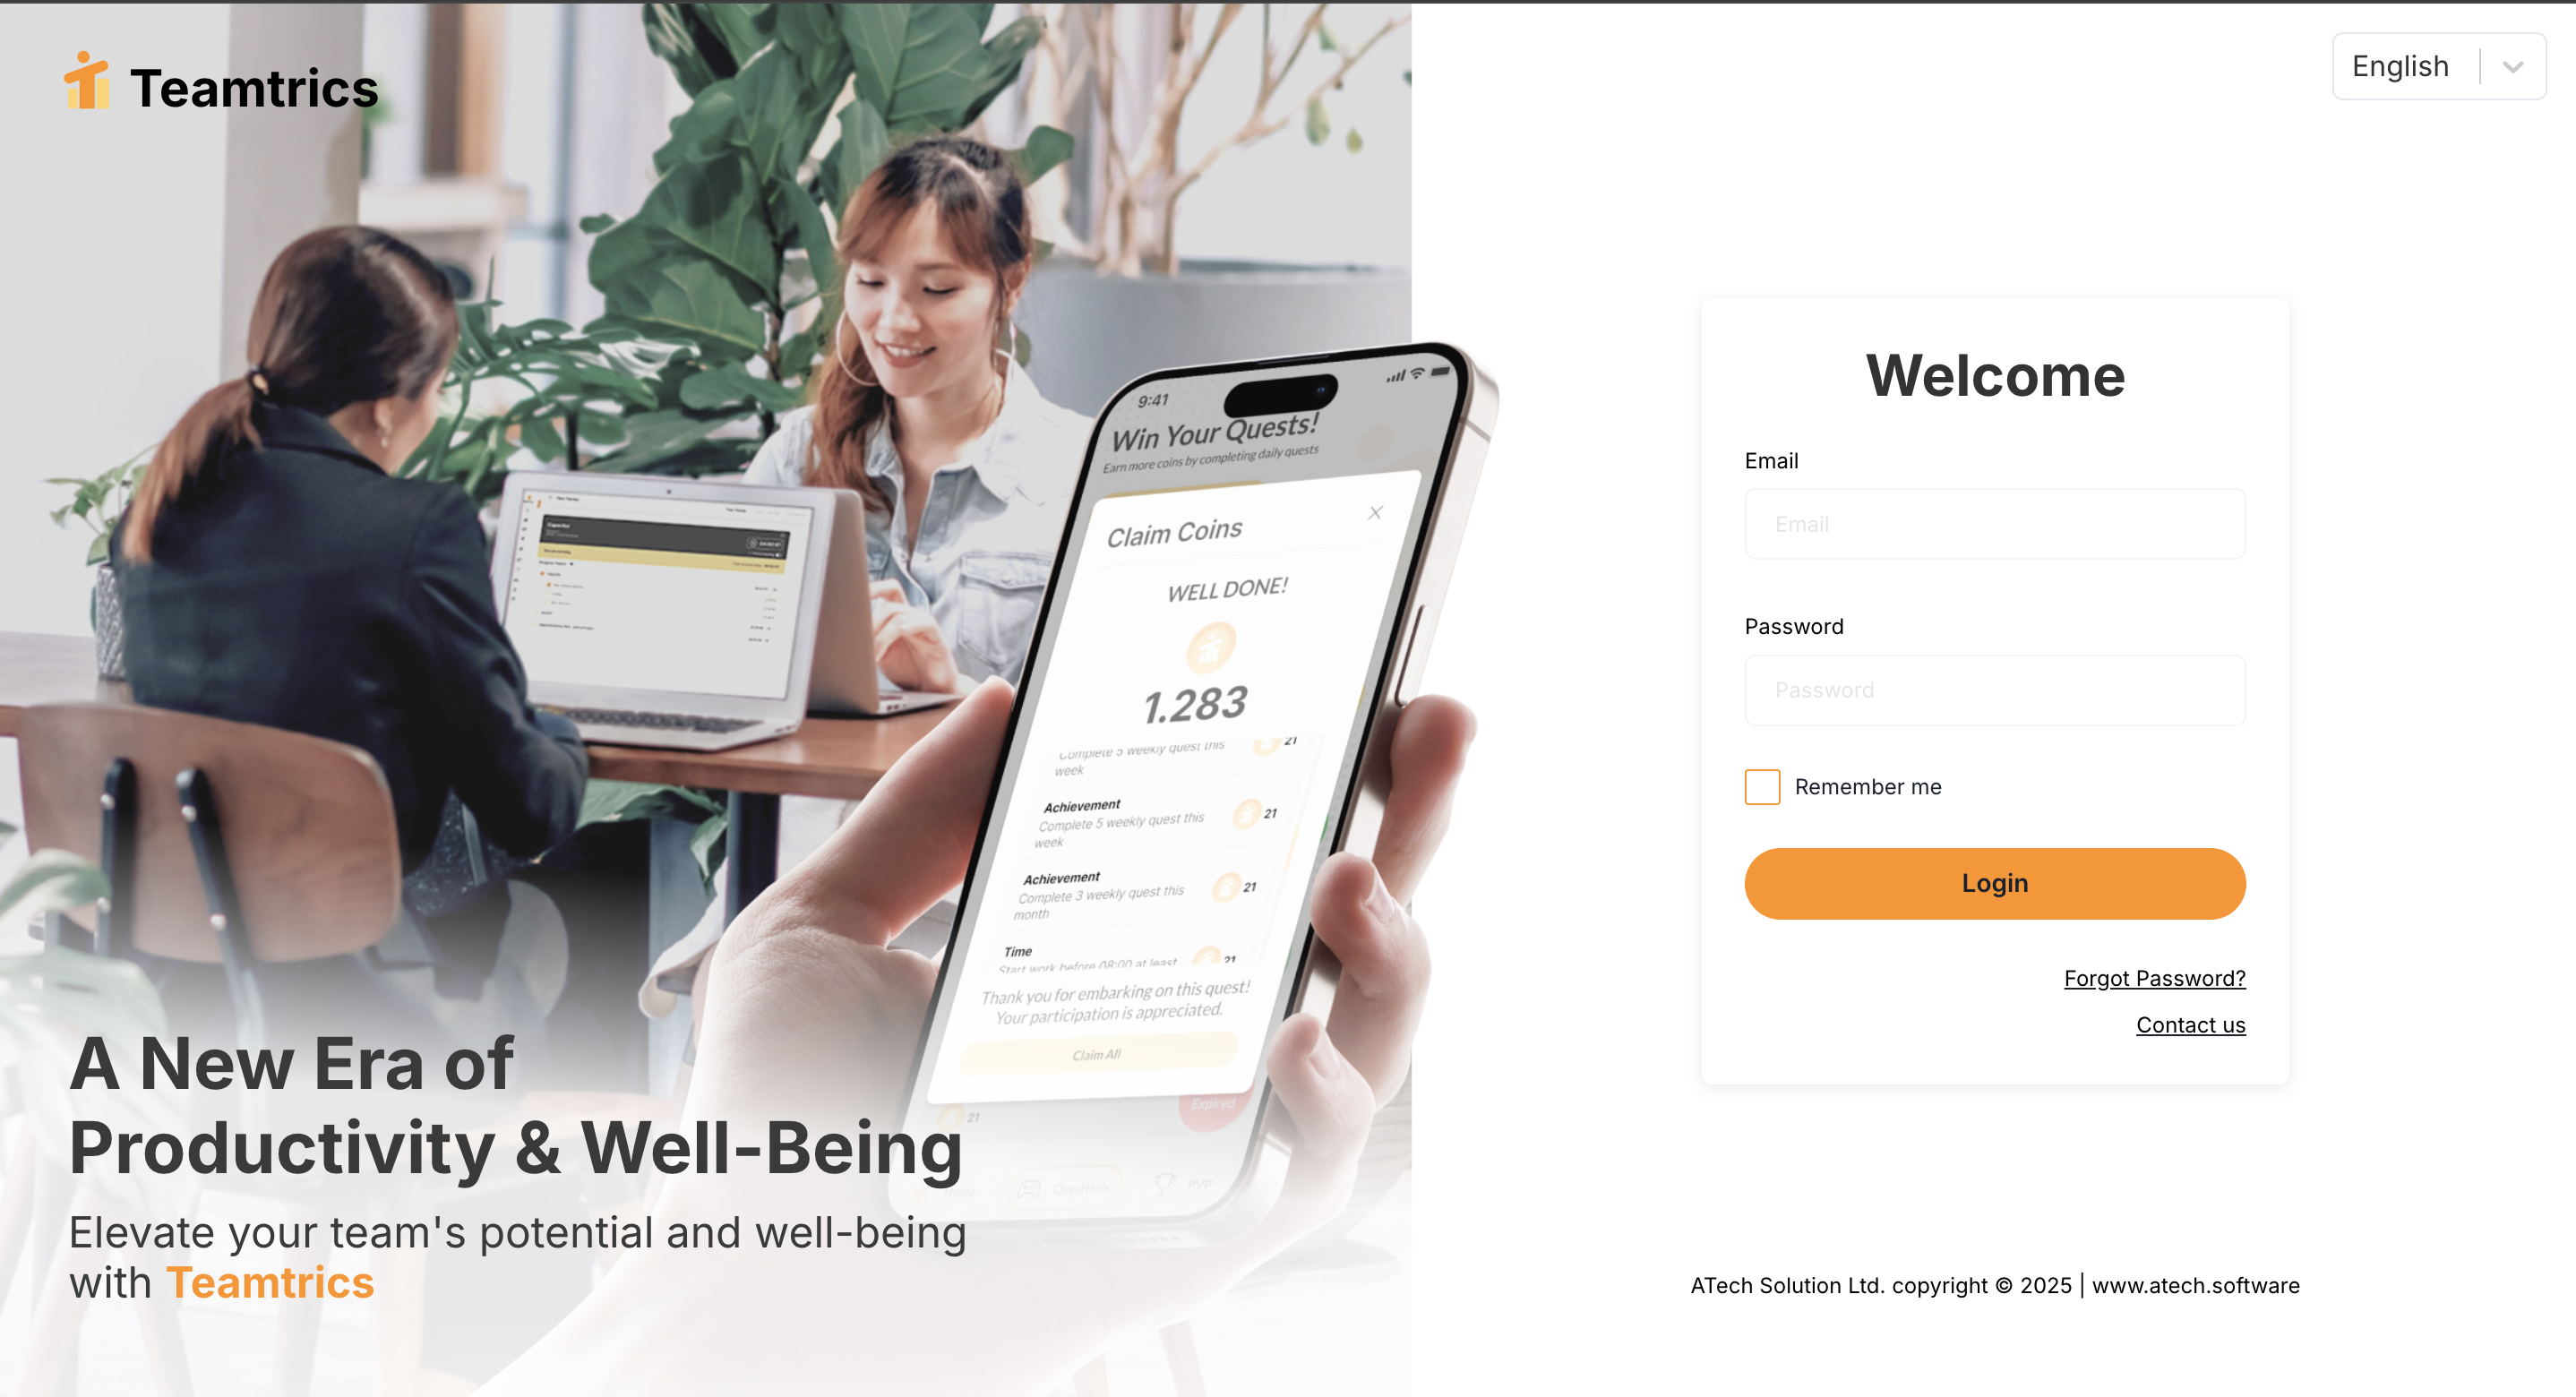 Teamtrics
English
9:41
Win Your Quests!
Earn more coins by completing daily quests
Claim Coins
WELL DONE!
1.283
Complete 5 weekly quest this
week
21
Achievement
Complete 5 weekly quest this
week
21
Achievement
Complete 3 weekly quest this
month
21
Time
Start work before 08:00 at least
21
Thank you for embarking on this quest!
Your participation is appreciated.
Claim All
21
Expired
Home
QuestHub
PVP
A New Era of
Productivity & Well-Being
Elevate your team's potential and well-being
with Teamtrics
Welcome
Email
Email
Password
Password
Remember me
Login
Forgot Password?
Contact us
ATech Solution Ltd. copyright © 2025 | www.atech.software